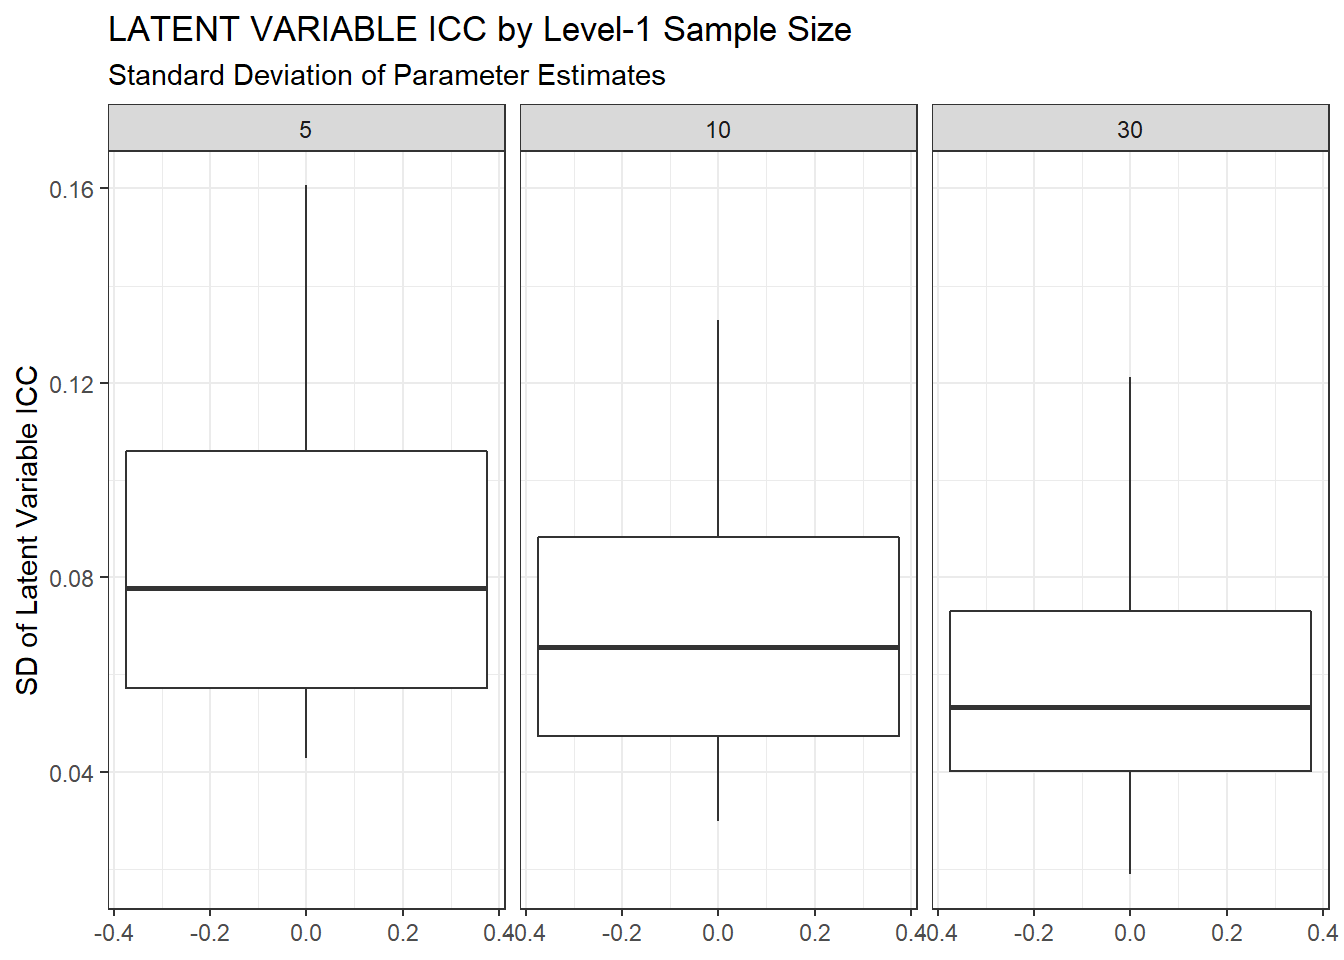 LATENT VARIABLE ICC by Level-1 Sample Size
Standard Deviation of Parameter Estimates
5 10 30
SD of Latent Variable ICC
0.16
0.12
0.08
0.04
-0.4 -0.2 0.0 0.2 0.4 -0.4 -0.2 0.0 0.2 0.4 -0.4 -0.2 0.0 0.2 0.4